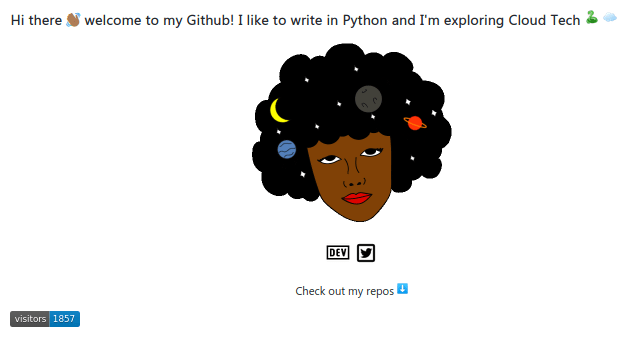 Hi there 👋🏾 welcome to my Github! I like to write in Python and I'm exploring Cloud Tech 🐍 ☁️
DEV
Check out my repos ⬇️
visitors 1857